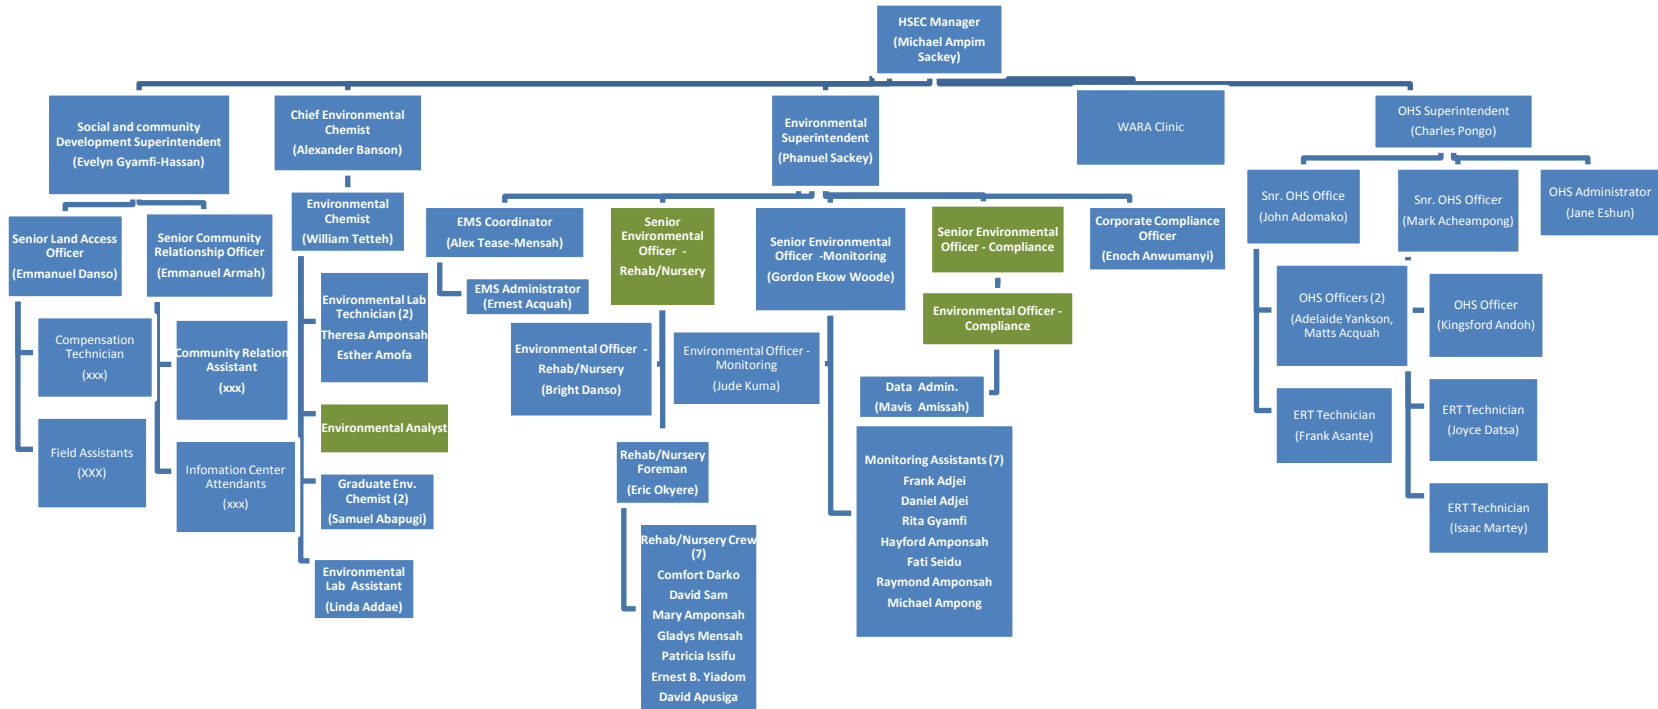 HSEC Manager
(Michael Ampim
Sackey)
Social and community
Development Superintendent
(Evelyn Gyamfi-Hassan)
Chief Environmental
Chemist
(Alexander Banson)
Environmental
Superintendent
(Phanuel Sackey)
WARA Clinic
OHS Superintendent
(Charles Pongo)
Senior Land Access
Officer
(Emmanuel Danso)
Senior Community
Relationship Officer
(Emmanuel Armah)
Environmental
Chemist
(William Tetteh)
EMS Coordinator
(Alex Tease-Mensah)
Senior
Environmental
Officer -
Rehab/Nursery
Senior Environmental
Officer -Monitoring
(Gordon Ekow Woode)
Senior Environmental
Officer - Compliance
Corporate Compliance
Officer
(Enoch Anwumanyi)
Snr. OHS Office
(John Adomako)
Snr. OHS Officer
(Mark Acheampong)
OHS Administrator
(Jane Eshun)
Compensation
Technician
(xxx)
Field Assistants
(XXX)
Community Relation
Assistant
(xxx)
Infomation Center
Attendants
(xxx)
Environmental Lab
Technician (2)
Theresa Amponsah
Esther Amofa
Environmental Analyst
Graduate Env.
Chemist (2)
(Samuel Abapugi)
Environmental
Lab Assistant
(Linda Addae)
EMS Administrator
(Ernest Acquah)
Environmental Officer -
Rehab/Nursery
(Bright Danso)
Rehab/Nursery
Foreman
(Eric Okyere)
Rehab/Nursery Crew
(7)
Comfort Darko
David Sam
Mary Amponsah
Gladys Mensah
Patricia Issifu
Ernest B. Yiadom
David Apusiga
Environmental Officer -
Monitoring
(Jude Kuma)
Environmental Officer -
Compliance
Data Admin.
(Mavis Amissah)
Monitoring Assistants (7)
Frank Adjei
Daniel Adjei
Rita Gyamfi
Hayford Amponsah
Fati Seidu
Raymond Amponsah
Michael Ampong
OHS Officers (2)
(Adelaide Yankson,
Matts Acquah
ERT Technician
(Frank Asante)
OHS Officer
(Kingsford Andoh)
ERT Technician
(Joyce Datsa)
ERT Technician
(Isaac Martey)